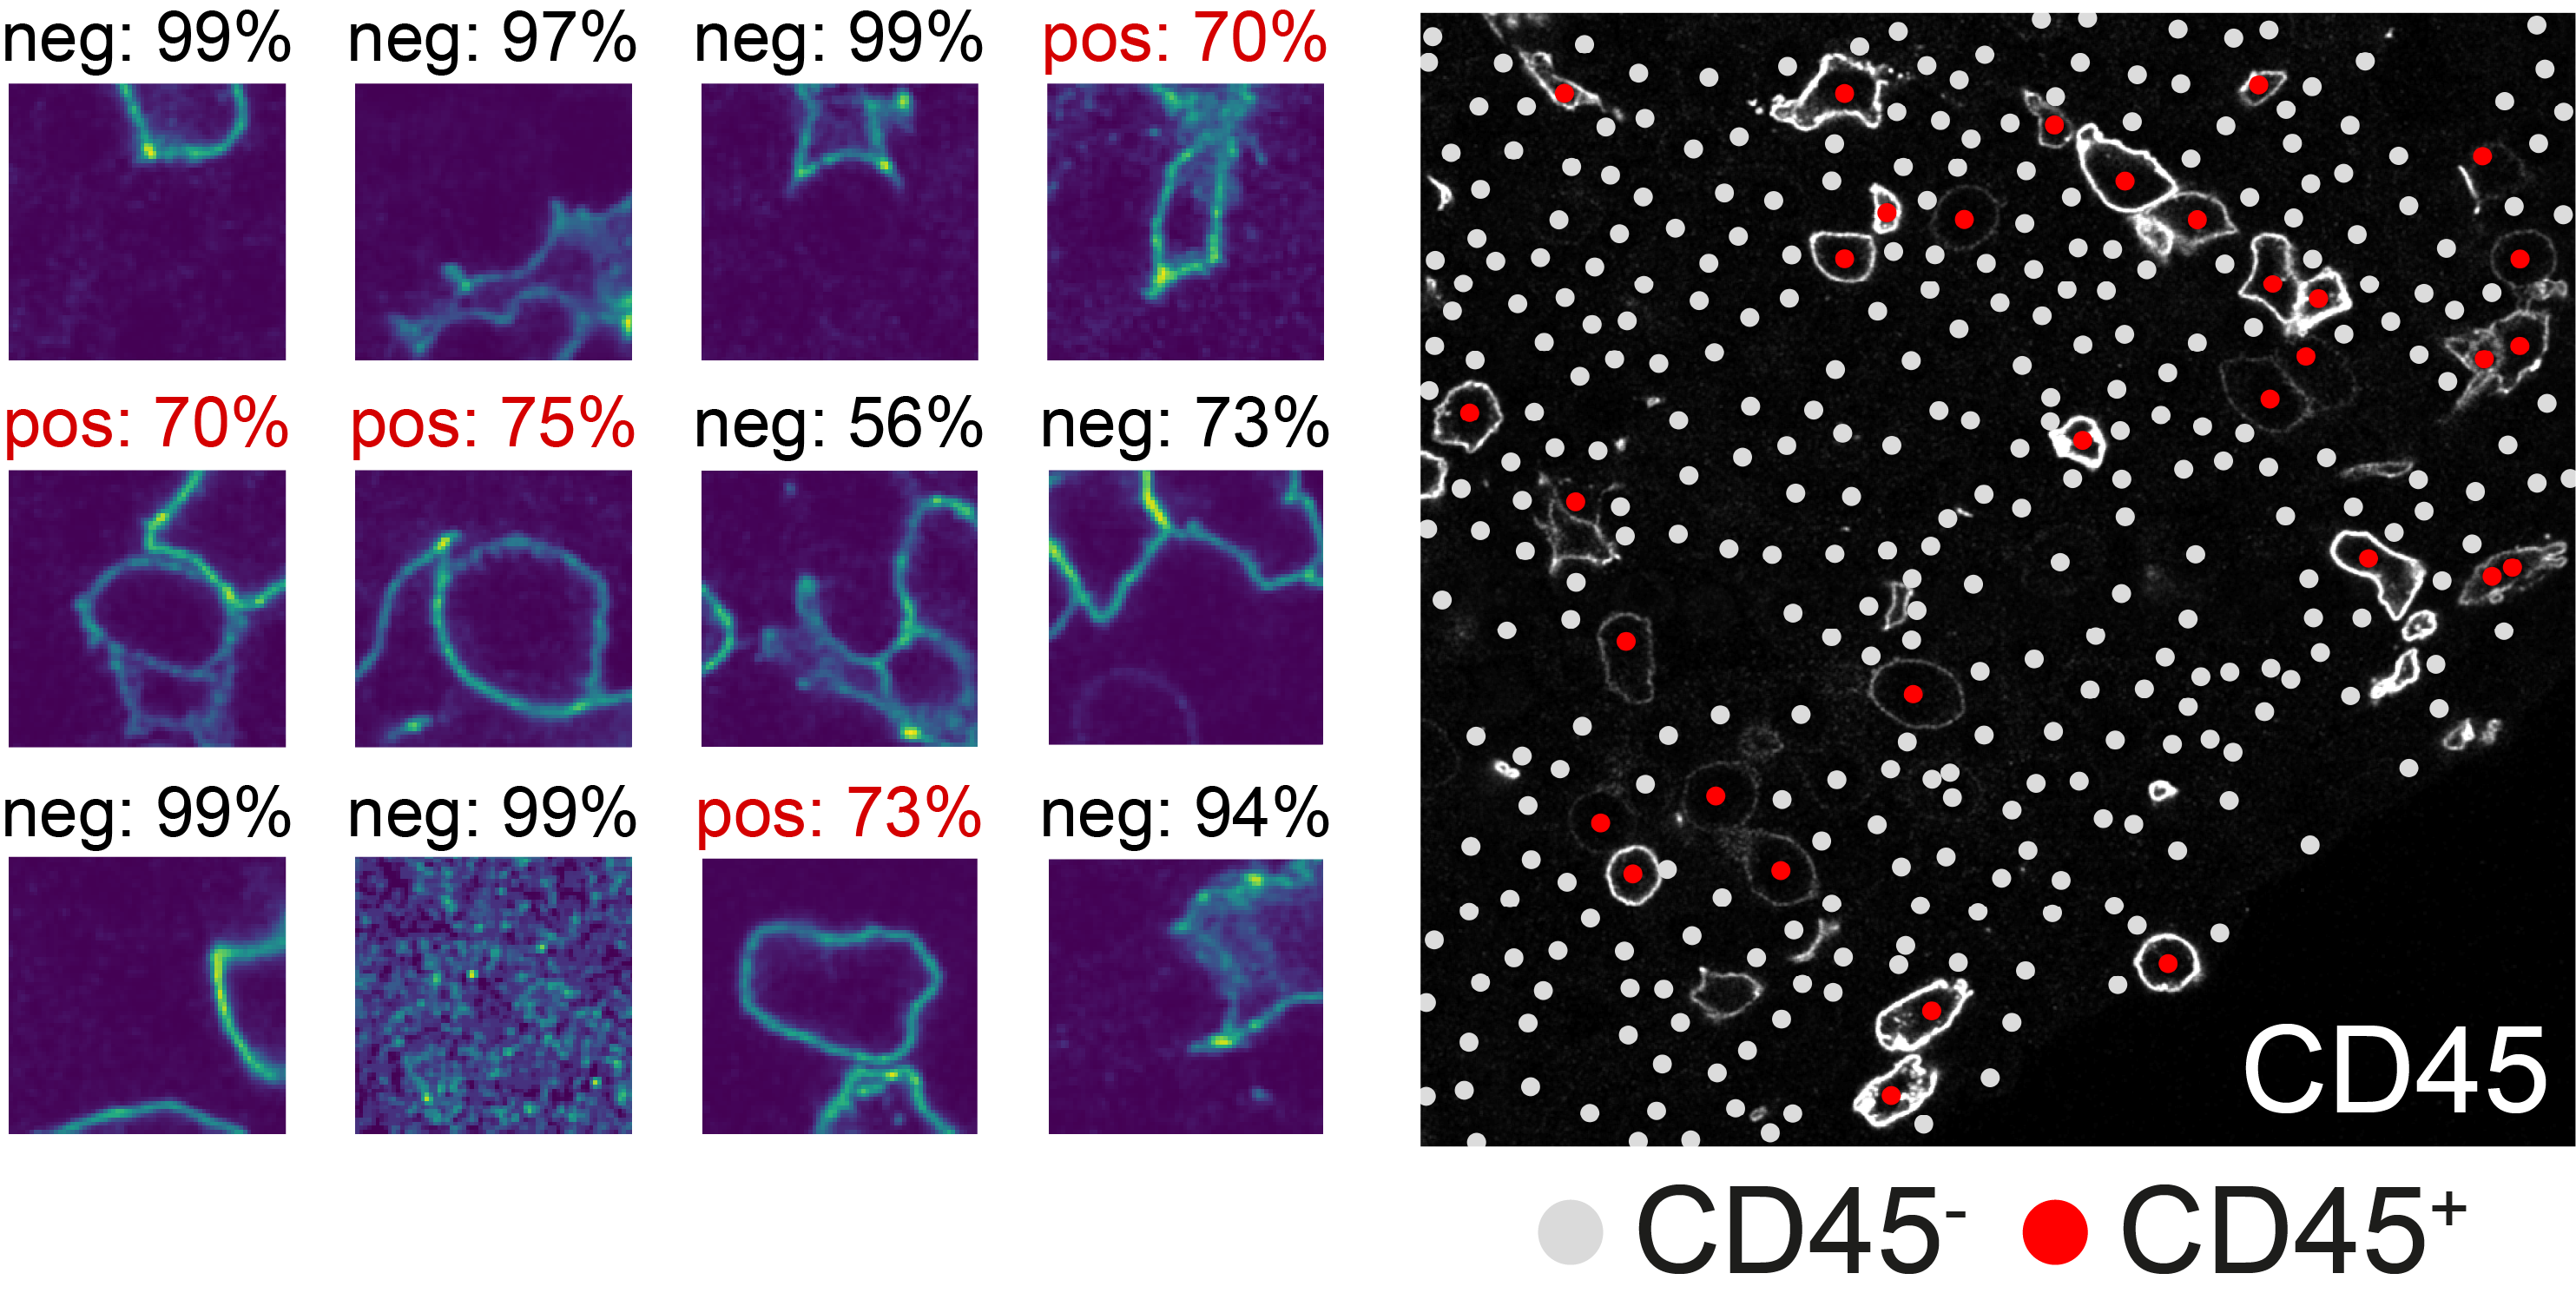 neg: 99% neg: 97% neg: 99% pos: 70%
pos: 70% pos: 75% neg: 56% neg: 73%
neg: 99% neg: 99% pos: 73% neg: 94%
CD45
CD45⁻ CD45⁺